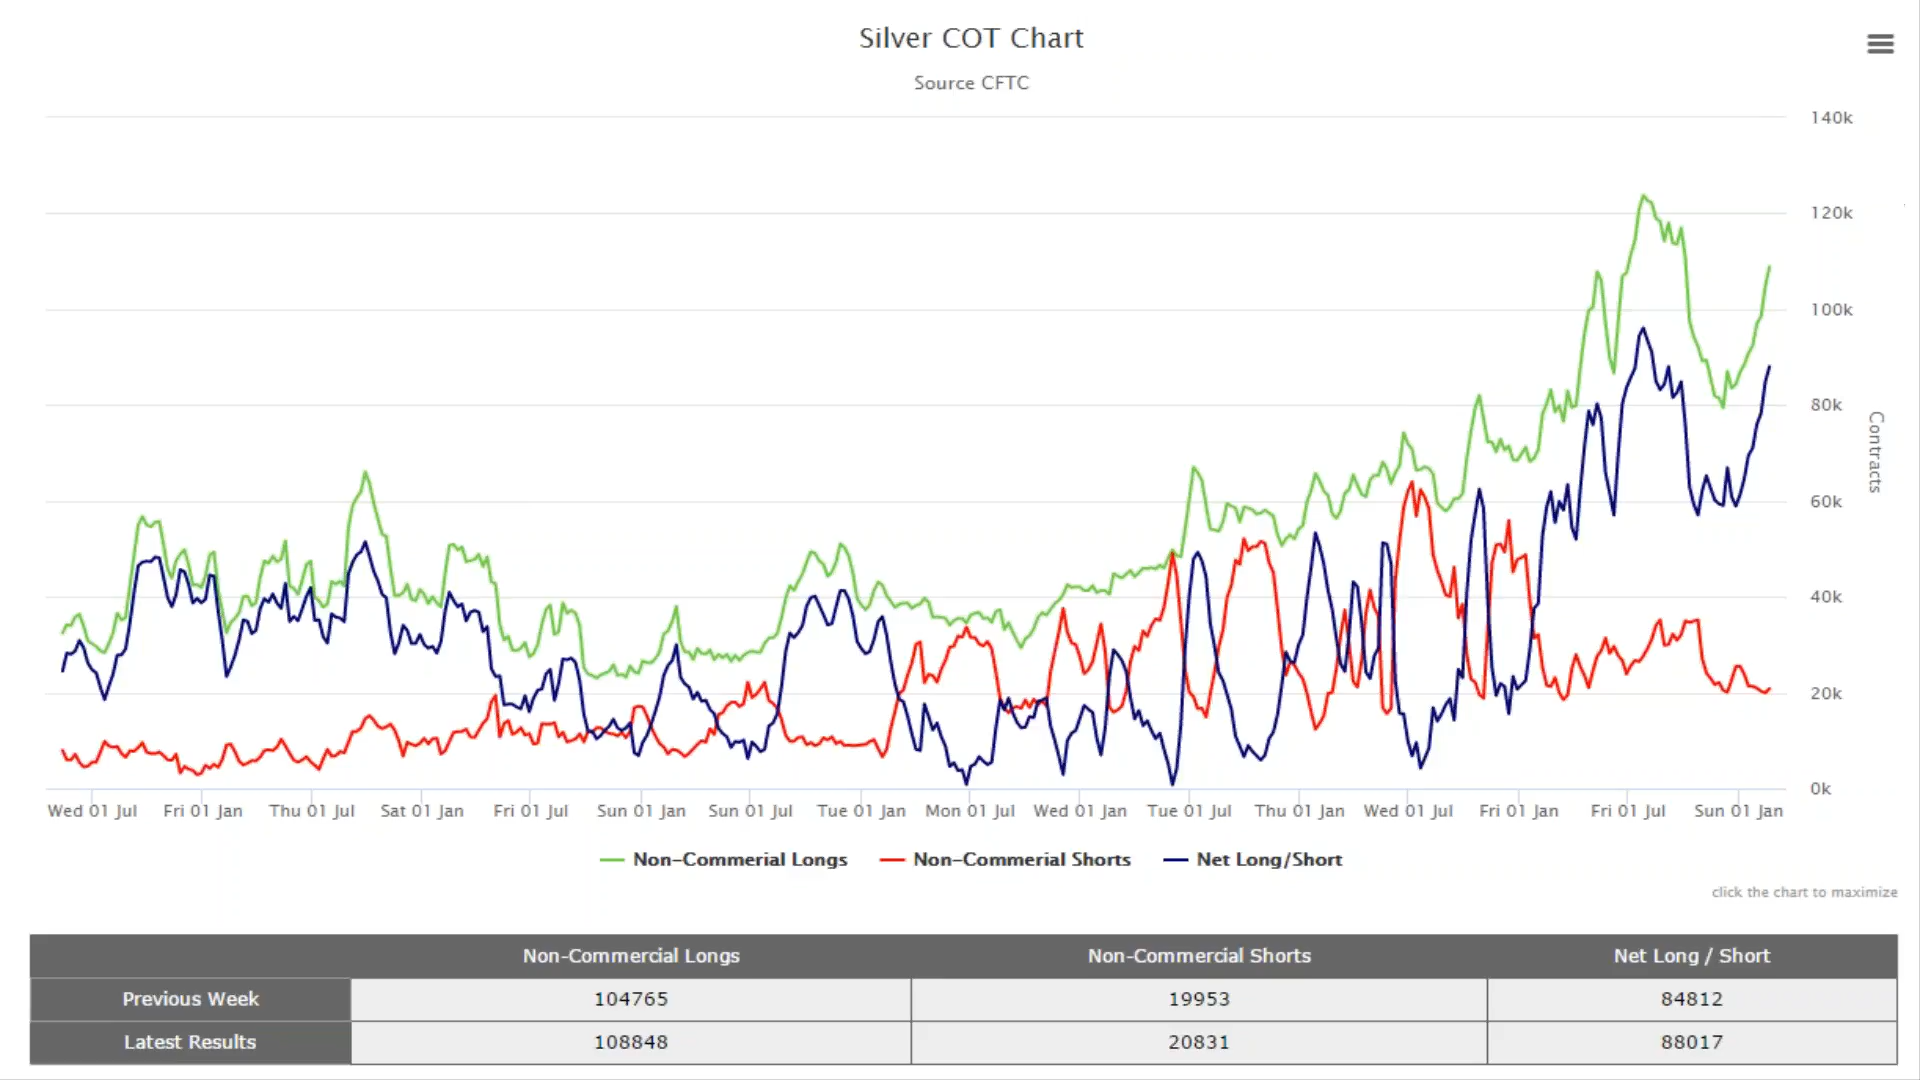 Silver COT Chart
Source CFTC
140k
120k
100k
80k
60k
40k
20k
0k
Contracts
Wed 01 Jul Fri 01 Jan Thu 01 Jul Sat 01 Jan Fri 01 Jul Sun 01 Jan Sun 01 Jul Tue 01 Jan Mon 01 Jul Wed 01 Jan Tue 01 Jul Thu 01 Jan Wed 01 Jul Fri 01 Jan Fri 01 Jul Sun 01 Jan
Non-Commerial Longs Non-Commerial Shorts Net Long/Short
click the chart to maximize
Non-Commercial Longs Non-Commercial Shorts Net Long / Short
Previous Week 104765 19953 84812
Latest Results 108848 20831 88017